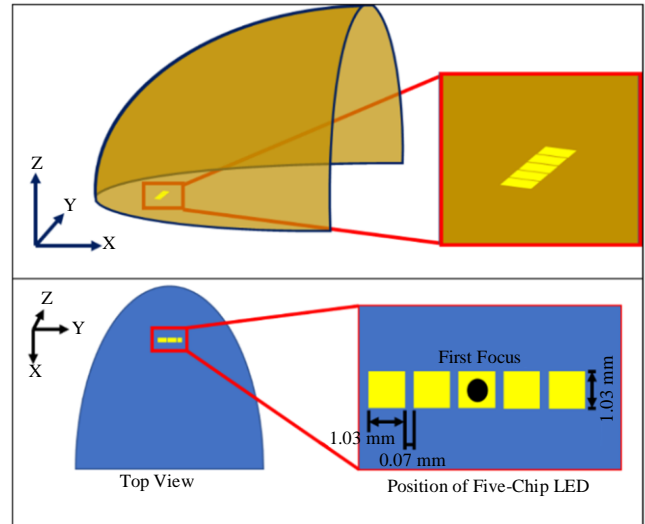 Z
Y
X
Z
Y
X
First Focus
1.03 mm
1.03 mm
0.07 mm
Top View
Position of Five-Chip LED